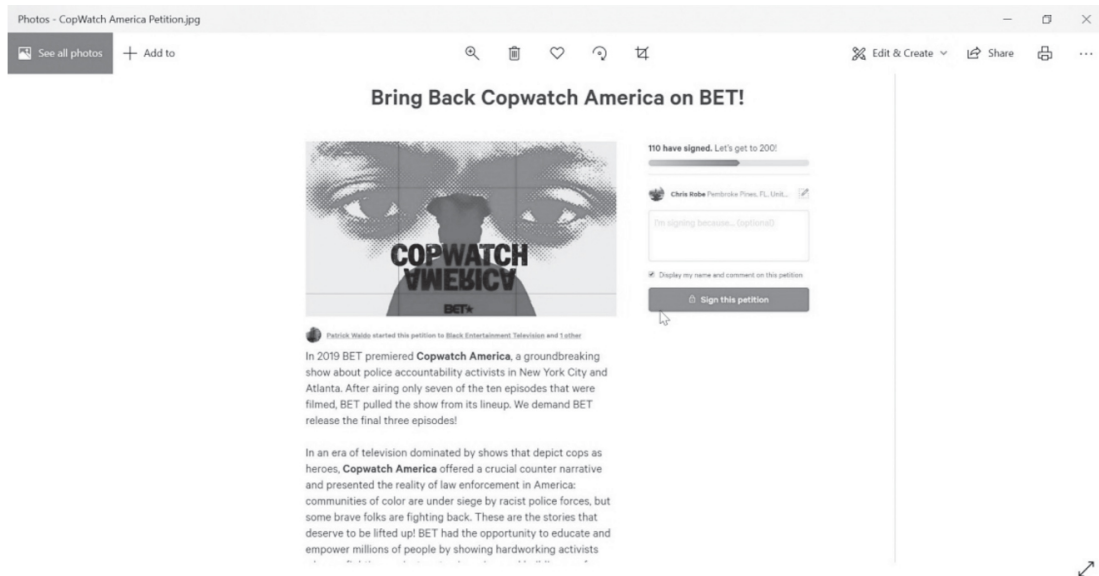 Photos - CopWatch America Petition.jpg
See all photos
Add to
Edit & Create
Share
Bring Back Copwatch America on BET!
COPWATCH
AMERICA
BET
110 have signed. Let's get to 200!
Chris Robe Pembroke Pines, FL, Unit...
I'm signing because... (optional)
Display my name and comment on this petition
Sign this petition
Patrick Waldo started this petition to Black Entertainment Television and 1 other
In 2019 BET premiered Copwatch America, a groundbreaking
show about police accountability activists in New York City and
Atlanta. After airing only seven of the ten episodes that were
filmed, BET pulled the show from its lineup. We demand BET
release the final three episodes!
In an era of television dominated by shows that depict cops as
heroes, Copwatch America offered a crucial counter narrative
and presented the reality of law enforcement in America:
communities of color are under siege by racist police forces, but
some brave folks are fighting back. These are the stories that
deserve to be lifted up! BET had the opportunity to educate and
empower millions of people by showing hardworking activists